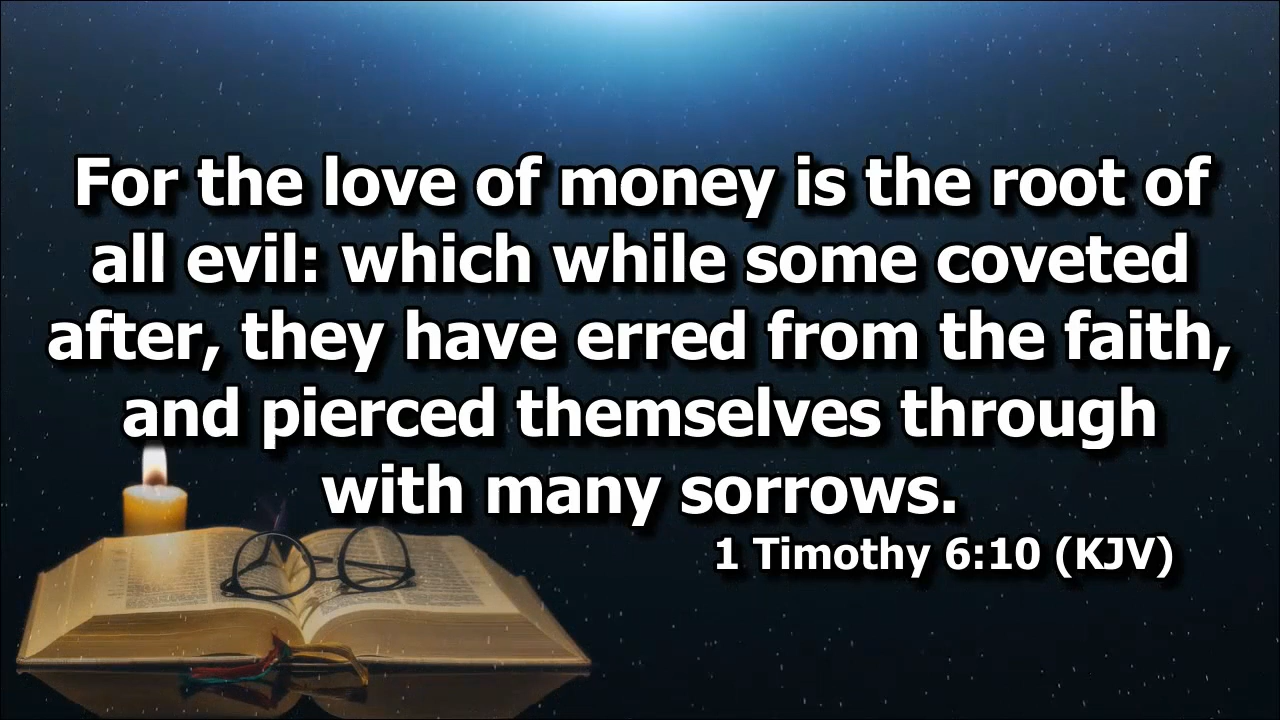 For the love of money is the root of
all evil: which while some coveted
after, they have erred from the faith,
and pierced themselves through
with many sorrows.
1 Timothy 6:10 (KJV)